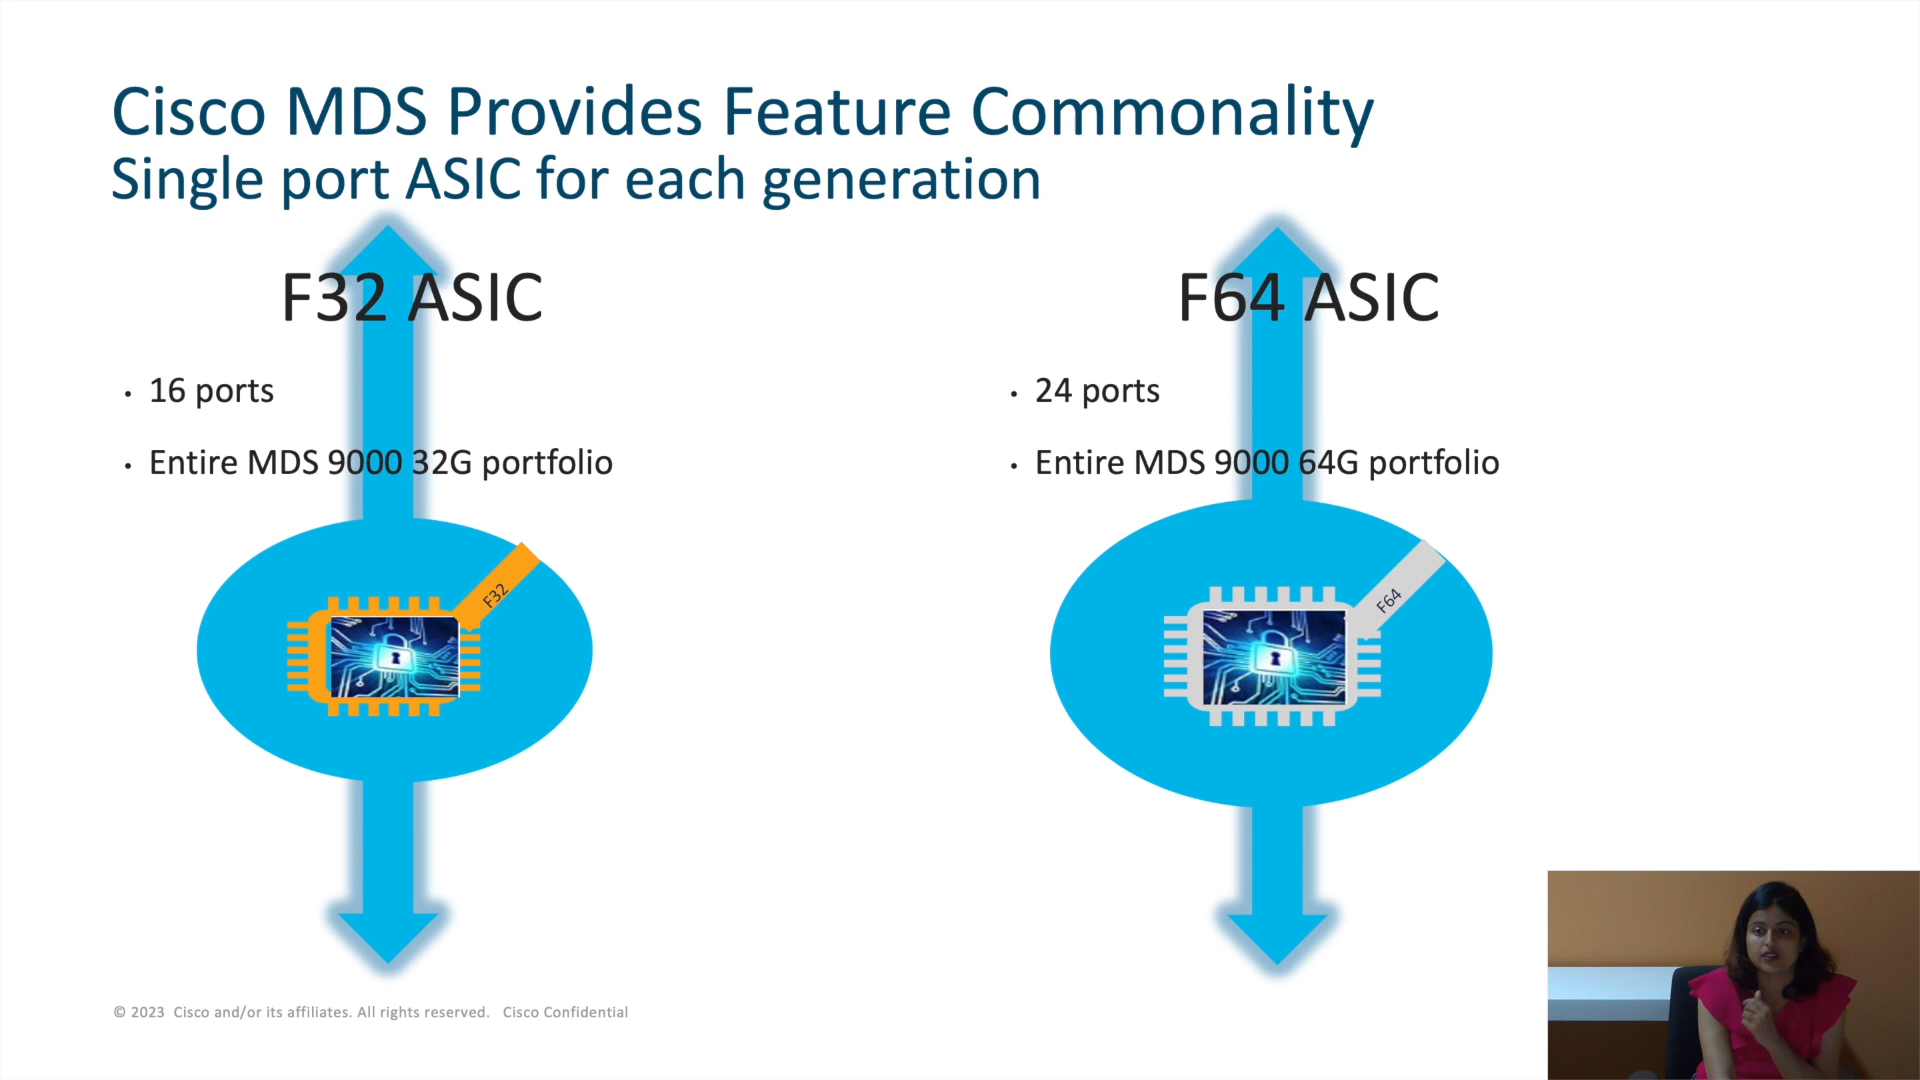 Cisco MDS Provides Feature Commonality
Single port ASIC for each generation
F32 ASIC
• 16 ports
• Entire MDS 9000 32G portfolio
F32
F64 ASIC
• 24 ports
• Entire MDS 9000 64G portfolio
F64
© 2023 Cisco and/or its affiliates. All rights reserved. Cisco Confidential